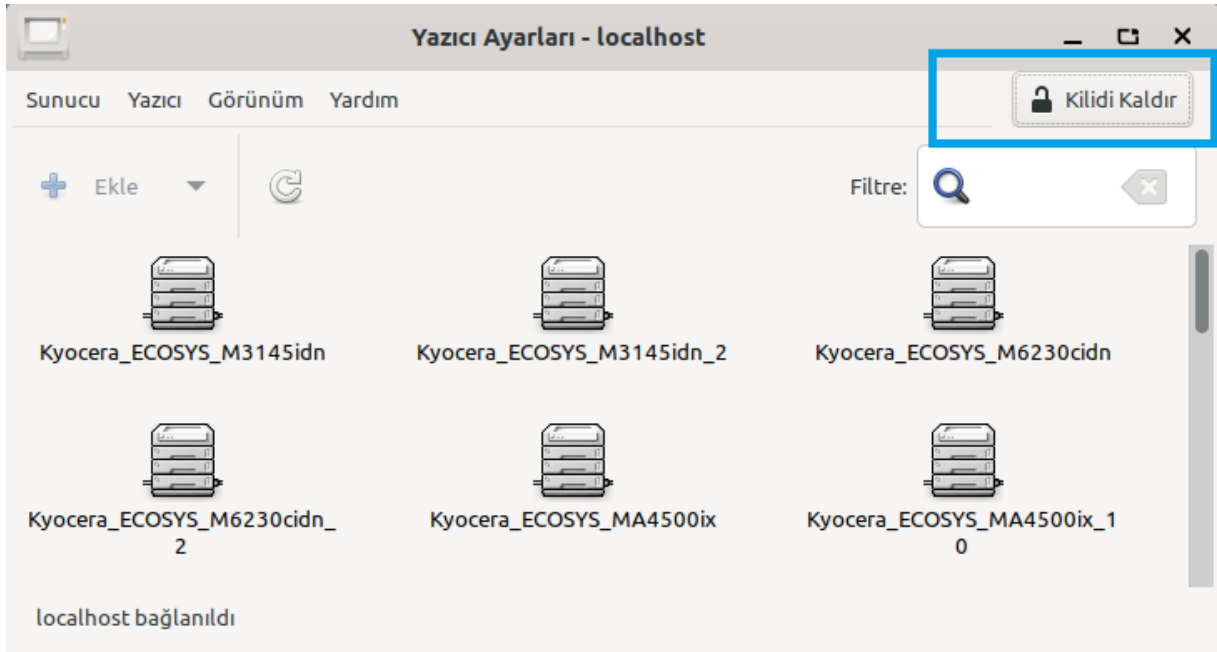 Yazıcı Ayarları - localhost
Sunucu Yazıcı Görünüm Yardım
Kilidi Kaldır
Ekle
Filtre:
Kyocera_ECOSYS_M3145idn
Kyocera_ECOSYS_M3145idn_2
Kyocera_ECOSYS_M6230cidn
Kyocera_ECOSYS_M6230cidn_
2
Kyocera_ECOSYS_MA4500ix
Kyocera_ECOSYS_MA4500ix_1
0
localhost bağlanıldı